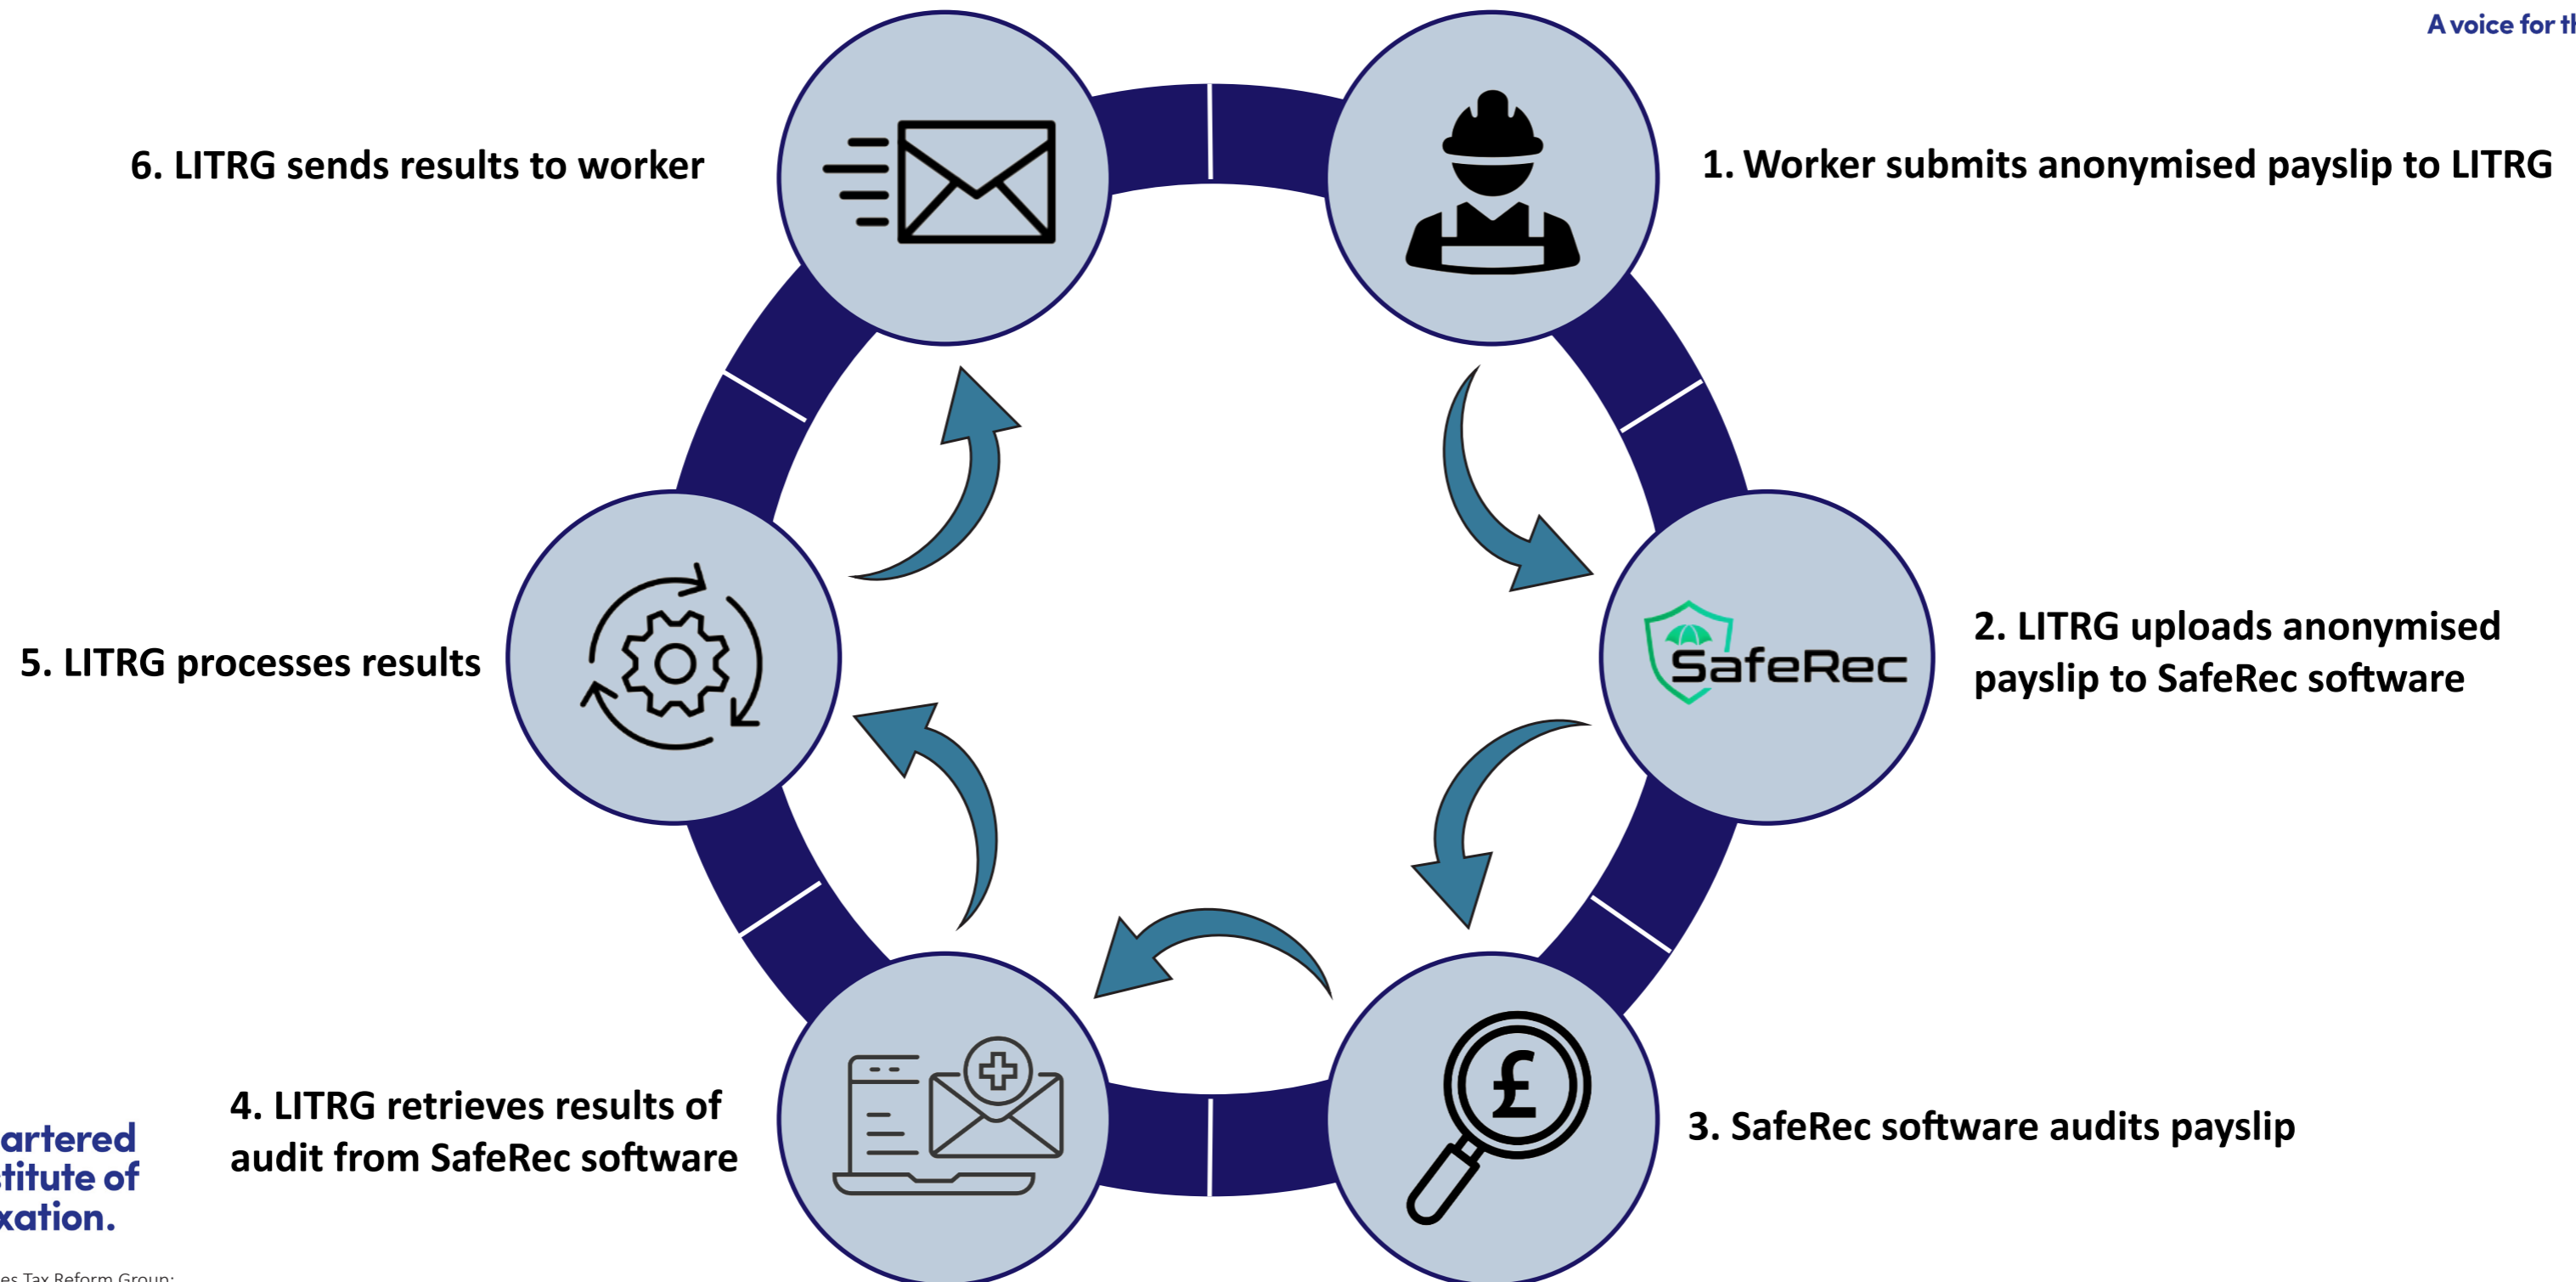 A voice for th
6. LITRG sends results to worker
1. Worker submits anonymised payslip to LITRG
SafeRec
2. LITRG uploads anonymised
payslip to SafeRec software
5. LITRG processes results
£
4. LITRG retrieves results of
audit from SafeRec software
3. SafeRec software audits payslip
artered
titute of
xation.
es Tax Reform Group: